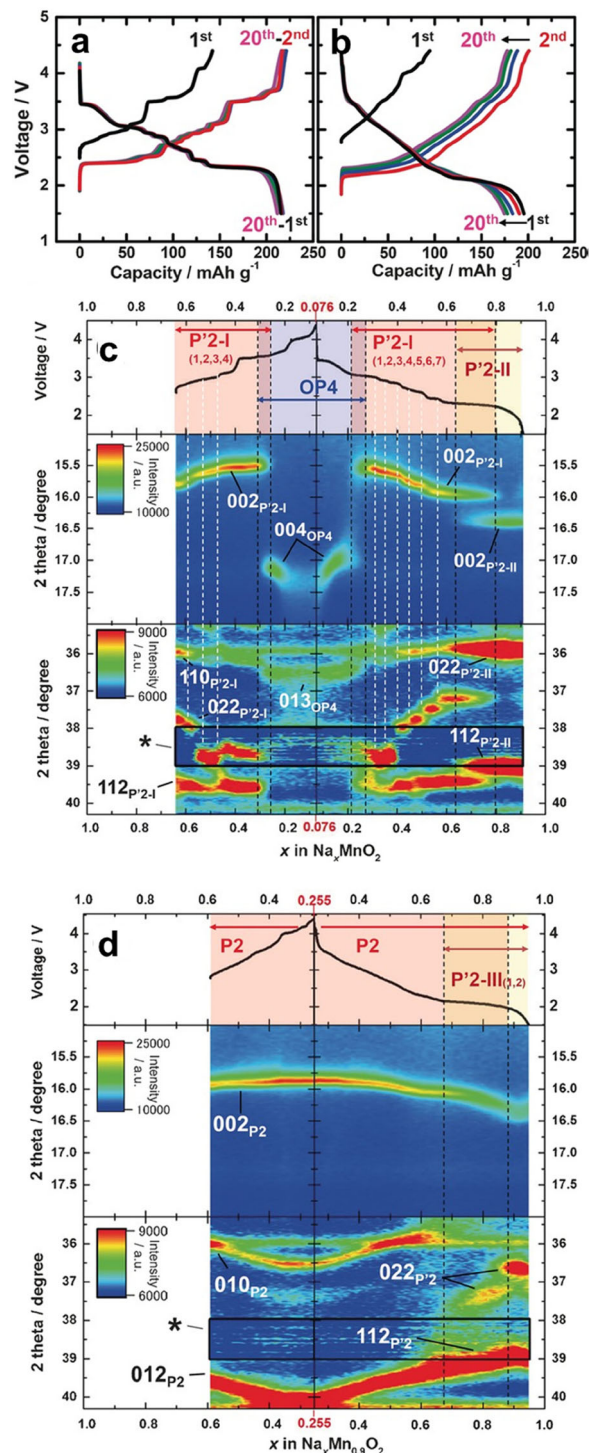 a
1st
20th-2nd
b
1st
20th
2nd
Voltage / V
4
3
2
1
20th-1st
20th
1st
0 50 100 150 200
0 50 100 150 200 250
Capacity / mAh g-1
Capacity / mAh g-1
1.0 0.8 0.6 0.4 0.2 0.076 0.2 0.4 0.6 0.8 1.0
c
Voltage / V
4
3
2
P'2-I
(1,2,3,4)
P'2-I
(1,2,3,4,5,6,7)
P'2-II
OP4
2 theta / degree
15.5
16.0
16.5
17.0
17.5
25000
10000
Intensity / a.u.
002P'2-I
002P'2-I
004OP4
002P'2-II
2 theta / degree
36
37
38
39
40
9000
6000
Intensity / a.u.
110P'2-I
022P'2-I
013OP4
022P'2-II
*
112P'2-II
112P'2-I
1.0 0.8 0.6 0.4 0.2 0.076 0.2 0.4 0.6 0.8 1.0
x in NaxMnO2
1.0 0.8 0.6 0.4 0.255 0.4 0.6 0.8 1.0
d
Voltage / V
4
3
2
P2
P2
P'2-III(1,2)
2 theta / degree
15.5
16.0
16.5
17.0
17.5
25000
10000
Intensity / a.u.
002P2
2 theta / degree
36
37
38
39
40
9000
6000
Intensity / a.u.
010P2
022P'2
*
112P'2
012P2
1.0 0.8 0.6 0.4 0.255 0.4 0.6 0.8 1.0
x in NaxMn0.9O2